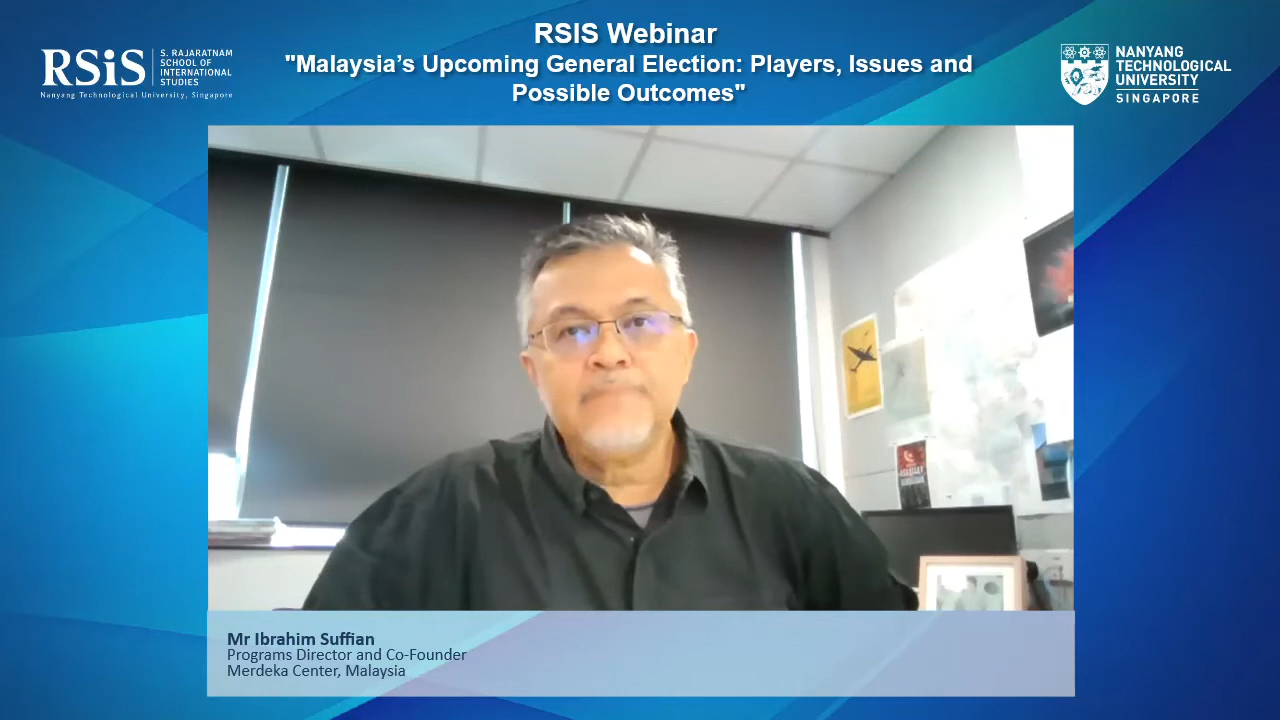 RSIS Webinar
"Malaysia’s Upcoming General Election: Players, Issues and
Possible Outcomes"
RSiS
S. RAJARATNAM
SCHOOL OF
INTERNATIONAL
STUDIES
Nanyang Technological University, Singapore
NANYANG
TECHNOLOGICAL
UNIVERSITY
SINGAPORE
Mr Ibrahim Suffian
Programs Director and Co-Founder
Merdeka Center, Malaysia